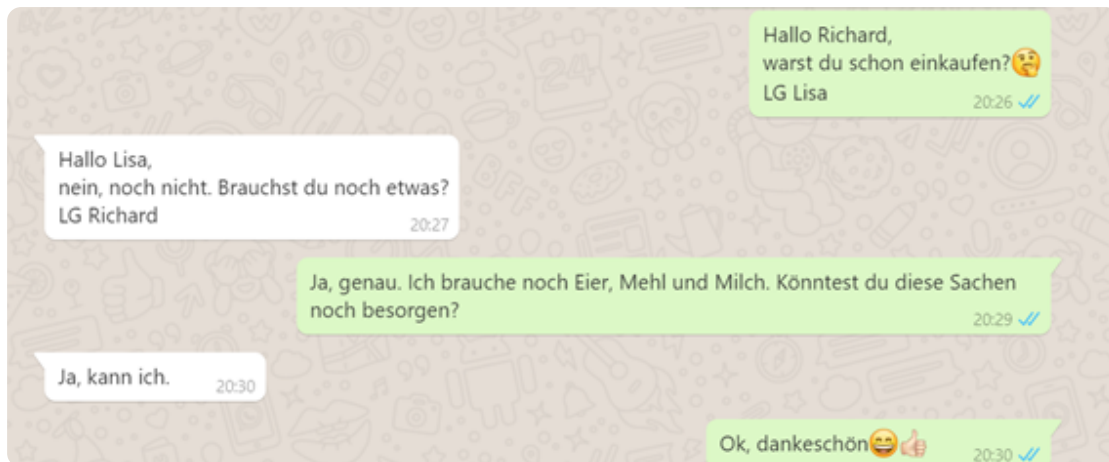 Hallo Richard,
warst du schon einkaufen?🤔
LG Lisa
20:26
Hallo Lisa,
nein, noch nicht. Brauchst du noch etwas?
LG Richard
20:27
Ja, genau. Ich brauche noch Eier, Mehl und Milch. Könntest du diese Sachen
noch besorgen?
20:29
Ja, kann ich.
20:30
Ok, dankeschön😄👍🏻
20:30